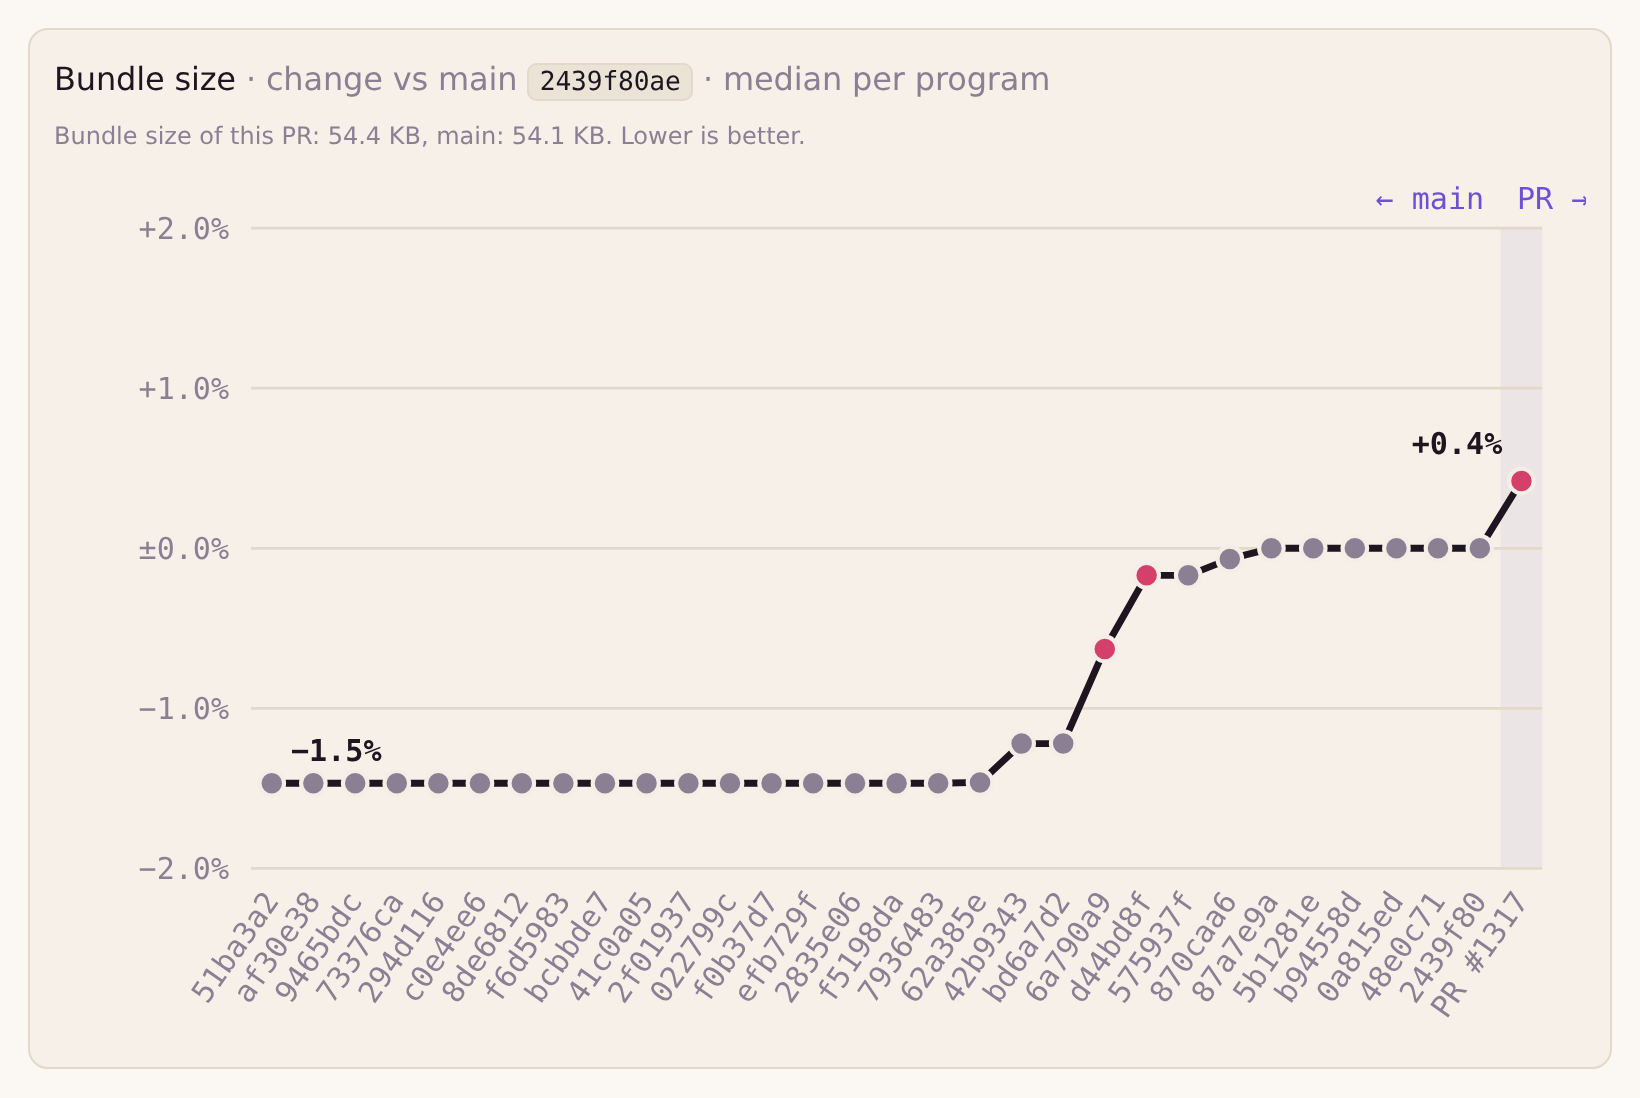 Bundle size · change vs main 2439f80ae · median per program
Bundle size of this PR: 54.4 KB, main: 54.1 KB. Lower is better.
← main PR →
+2.0%
+1.0%
+0.4%
±0.0%
−1.0%
−1.5%
−2.0%
51ba3a2
af30e38
9465bdc
73376ca
294d116
c0e4ee6
8de6812
f6d5983
bcbbde7
41c0a05
2f01937
022799c
f0b37d7
efb729f
2835e06
f5198da
7936483
62a385e
42b9343
bd6a7d2
6a790a9
d44bd8f
575937f
870caa6
87a7e9a
5b1281e
b94558d
0a815ed
48e0c71
2439f80
PR #1317